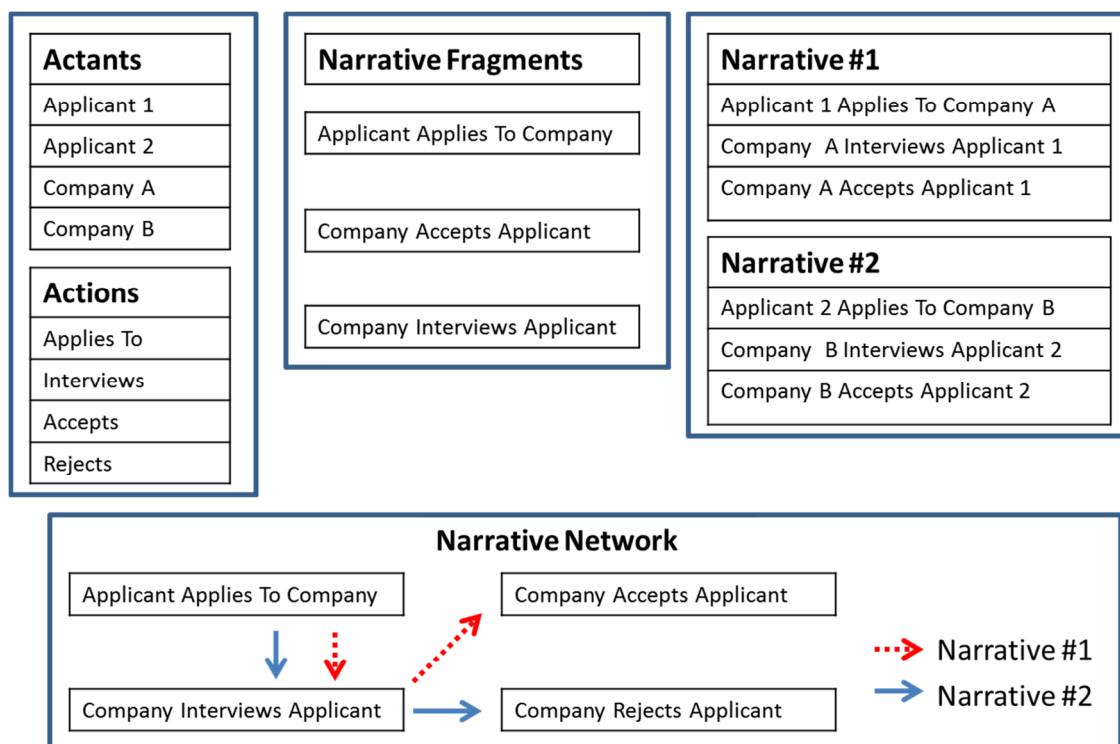 Actants
Applicant 1
Applicant 2
Company A
Company B
Actions
Applies To
Interviews
Accepts
Rejects
Narrative Fragments
Applicant Applies To Company
Company Accepts Applicant
Company Interviews Applicant
Narrative #1
Applicant 1 Applies To Company A
Company A Interviews Applicant 1
Company A Accepts Applicant 1
Narrative #2
Applicant 2 Applies To Company B
Company B Interviews Applicant 2
Company B Accepts Applicant 2
Narrative Network
Applicant Applies To Company
Company Accepts Applicant
Company Interviews Applicant
Company Rejects Applicant
Narrative #1
Narrative #2